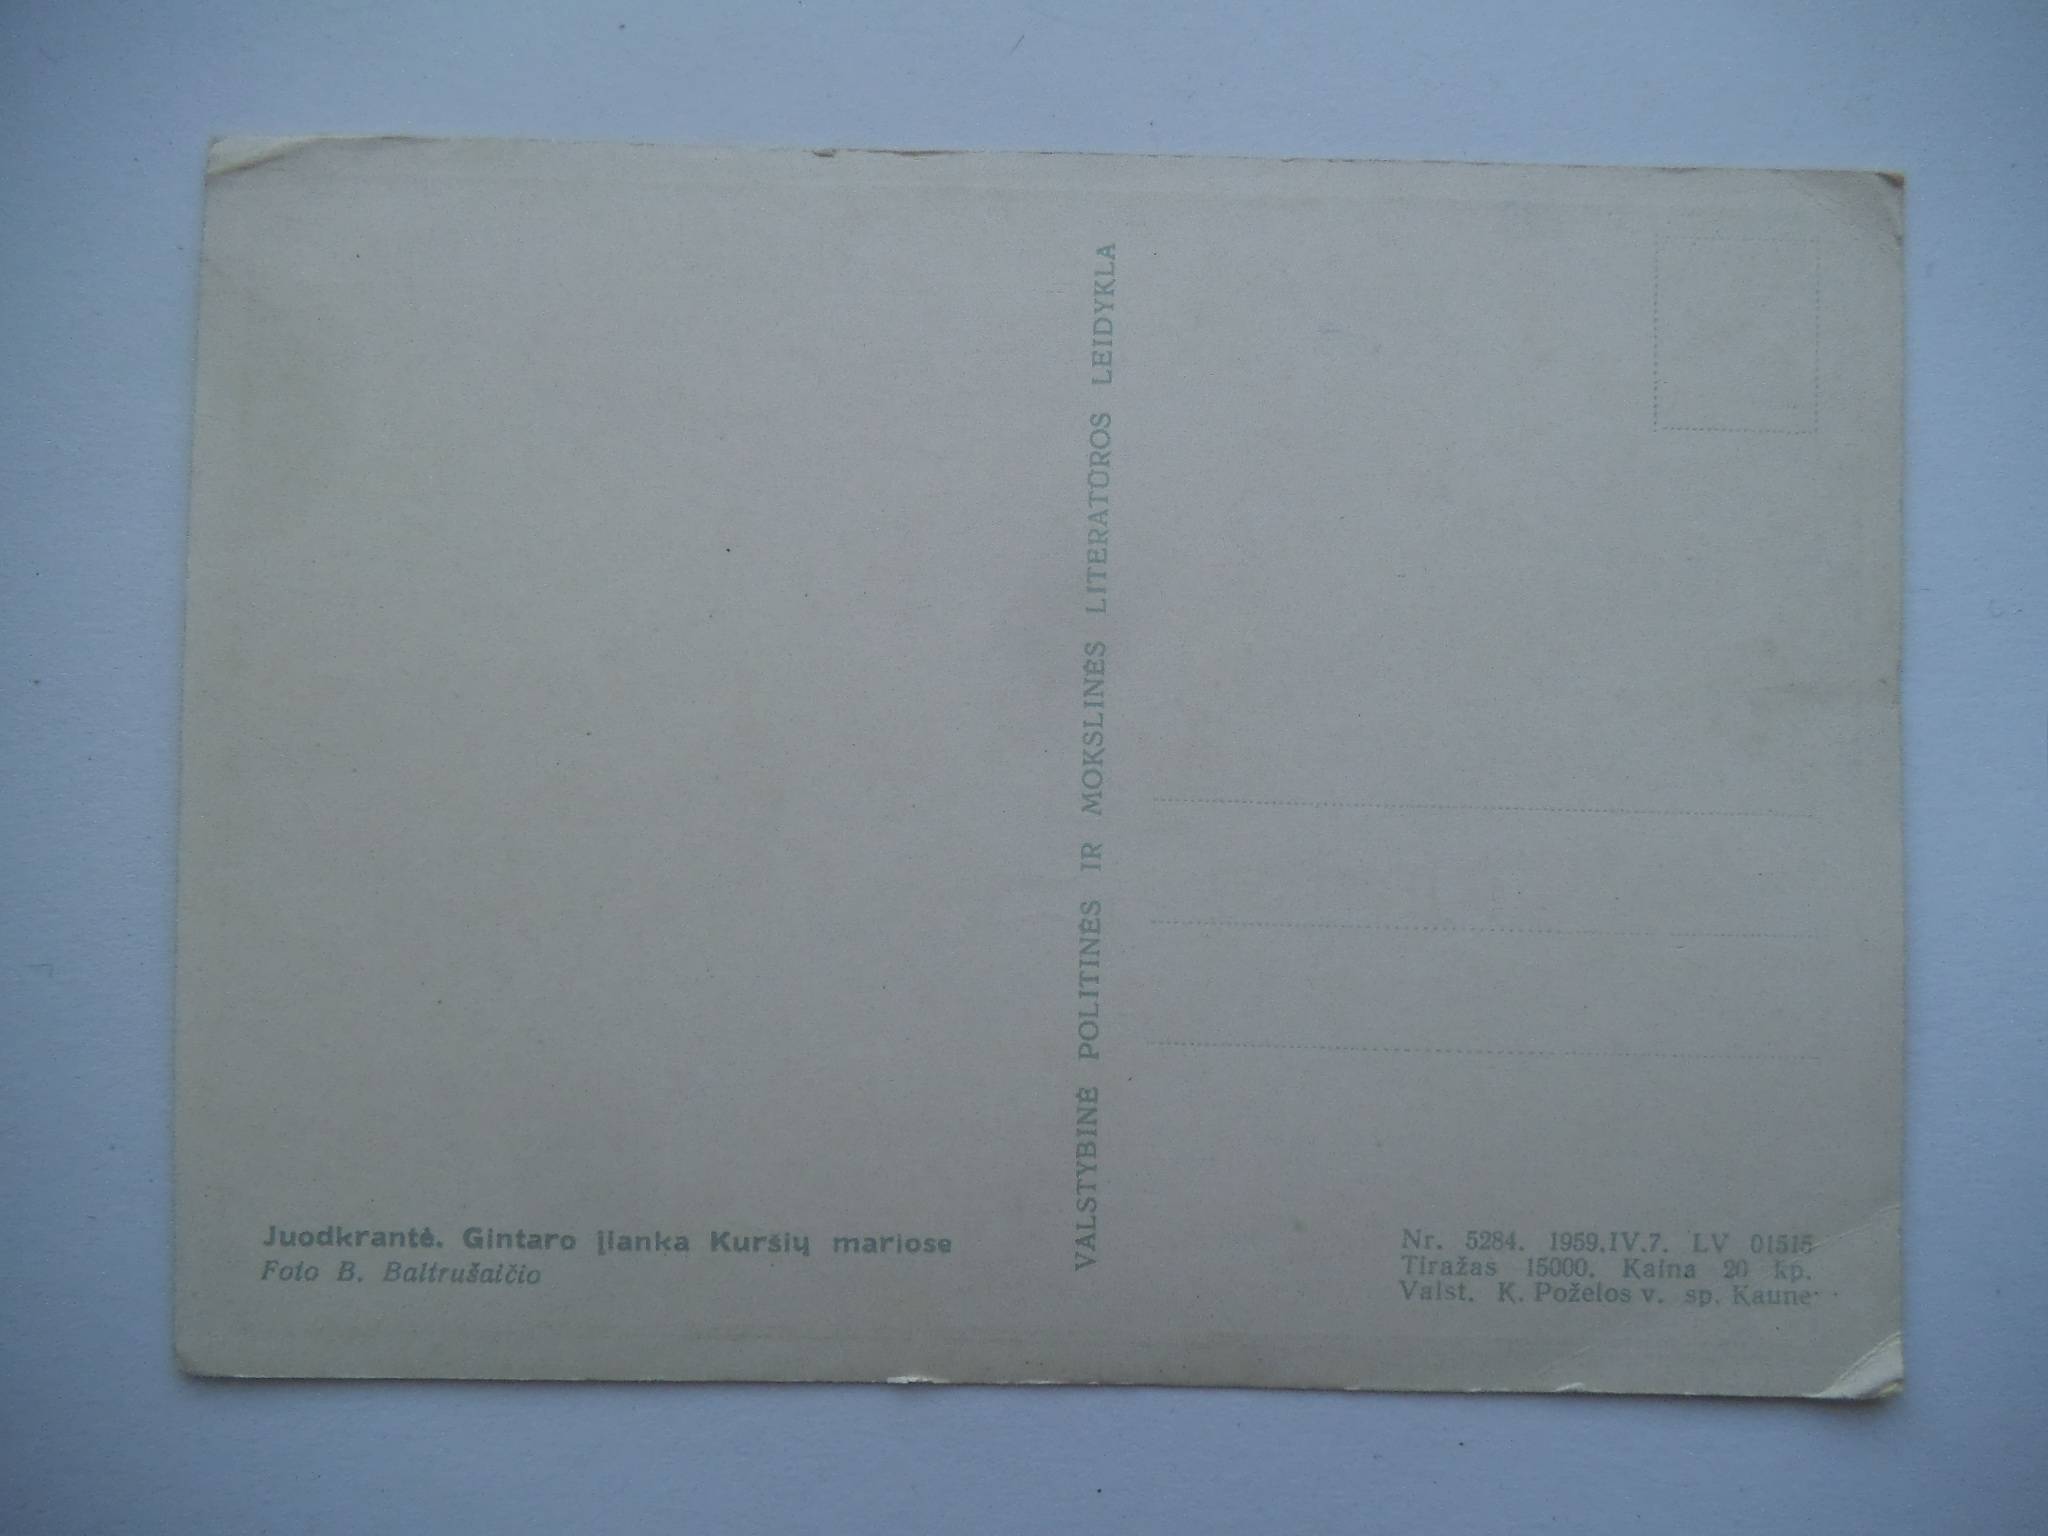 Juodkrantė. Gintaro įlanka Kuršių mariose
Foto B. Baltrušaičio
VALSTYBINĖ POLITINĖS IR MOKSLINĖS LITERATŪROS LEIDYKLA
Nr. 5284. 1959.IV.7. LV 01515
Tiražas 15000. Kaina 20 kp.
Valst. K. Poželos v. sp. Kaune